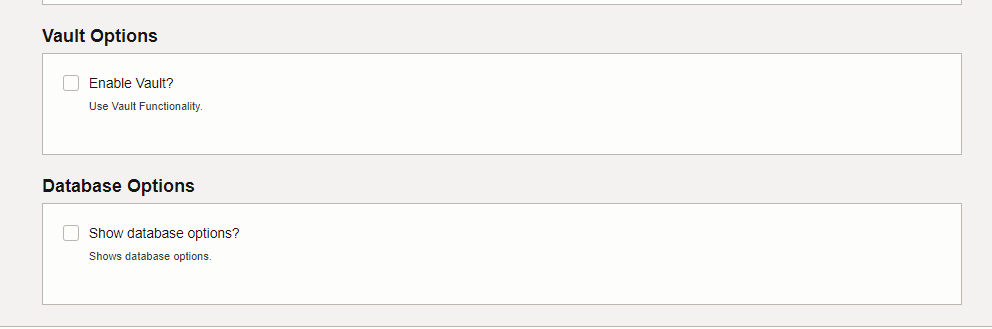 Vault Options
Enable Vault?
Use Vault Functionality.
Database Options
Show database options?
Shows database options.